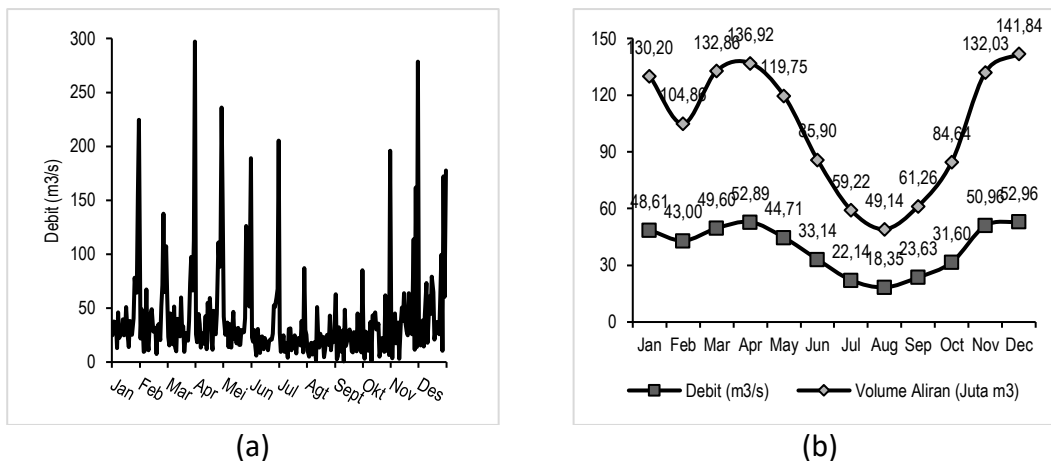 300
250
200
150
100
50
0
Debit (m3/s)
Jan Feb Mar Apr Mei Jun Jul Agt Sept Okt Nov Des
(a)
150
120
90
60
30
0
130,20 104,86 132,86 136,92 119,75 85,90 59,22 49,14 61,26 84,64 132,03 141,84
48,61 43,00 49,60 52,89 44,71 33,14 22,14 18,35 23,63 31,60 50,96 52,96
Jan Feb Mar Apr May Jun Jul Aug Sep Oct Nov Dec
Debit (m3/s) Volume Aliran (Juta m3)
(b)